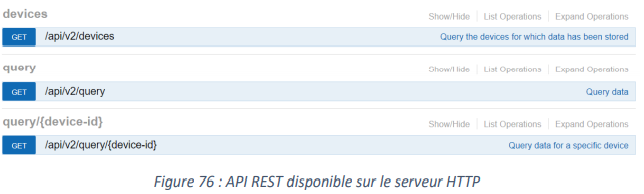 devices
Show/Hide List Operations Expand Operations
GET /api/v2/devices Query the devices for which data has been stored
query
Show/Hide List Operations Expand Operations
GET /api/v2/query Query data
query/{device-id}
Show/Hide List Operations Expand Operations
GET /api/v2/query/{device-id} Query data for a specific device
Figure 76 : API REST disponible sur le serveur HTTP